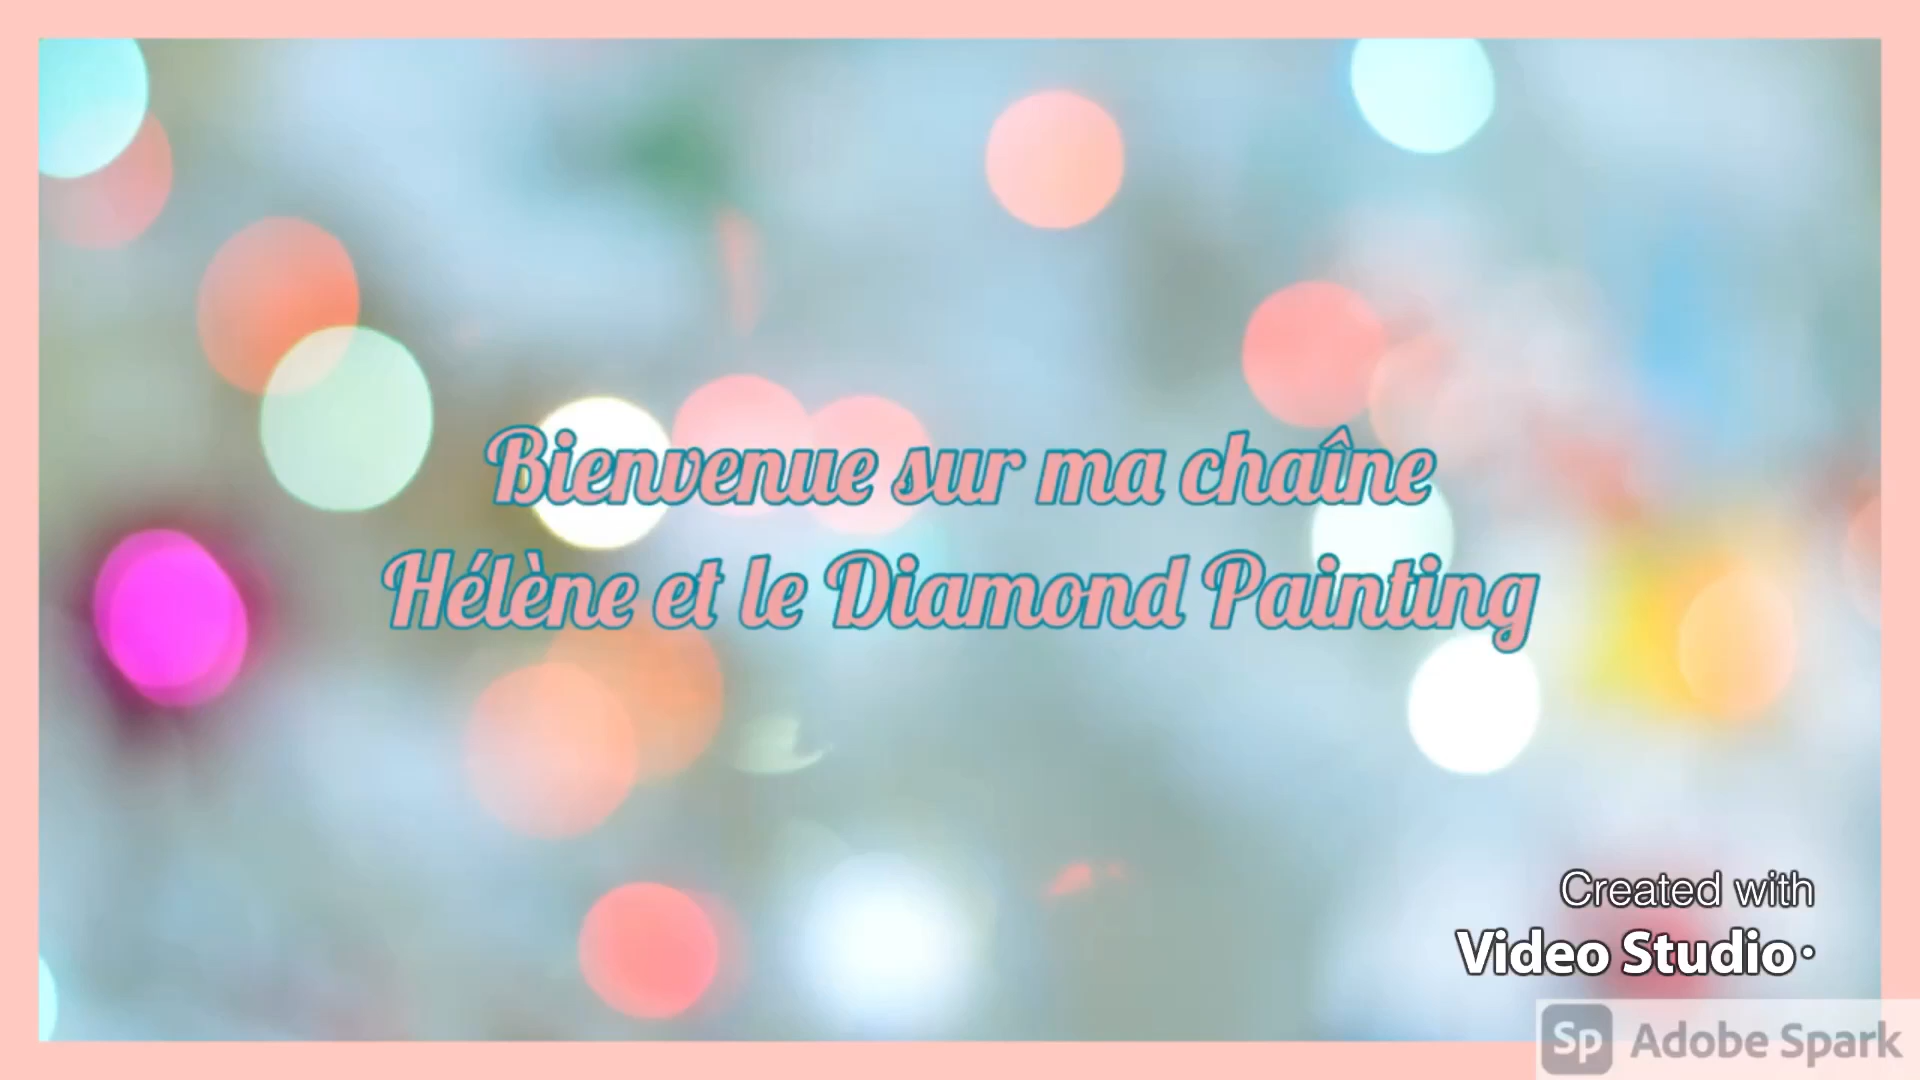 Bienvenue sur ma chaîne
Hélène et le Diamond Painting
Created with
Video Studio
Sp Adobe Spark